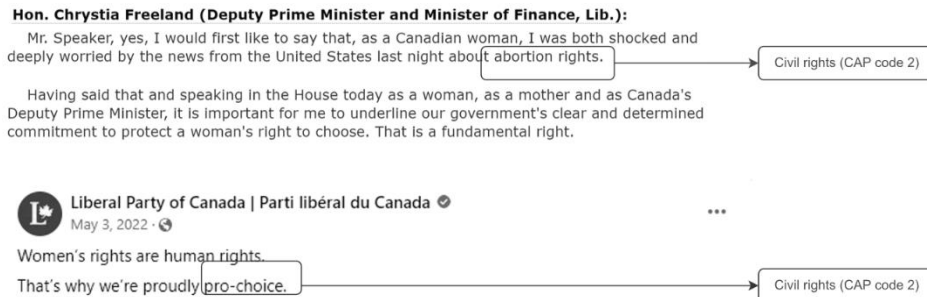 Hon. Chrystia Freeland (Deputy Prime Minister and Minister of Finance, Lib.):
Mr. Speaker, yes, I would first like to say that, as a Canadian woman, I was both shocked and
deeply worried by the news from the United States last night about abortion rights.
Civil rights (CAP code 2)
Having said that and speaking in the House today as a woman, as a mother and as Canada's
Deputy Prime Minister, it is important for me to underline our government's clear and determined
commitment to protect a woman's right to choose. That is a fundamental right.
L
Liberal Party of Canada | Parti libéral du Canada
May 3, 2022 ·
Women's rights are human rights.
That's why we're proudly pro-choice.
Civil rights (CAP code 2)